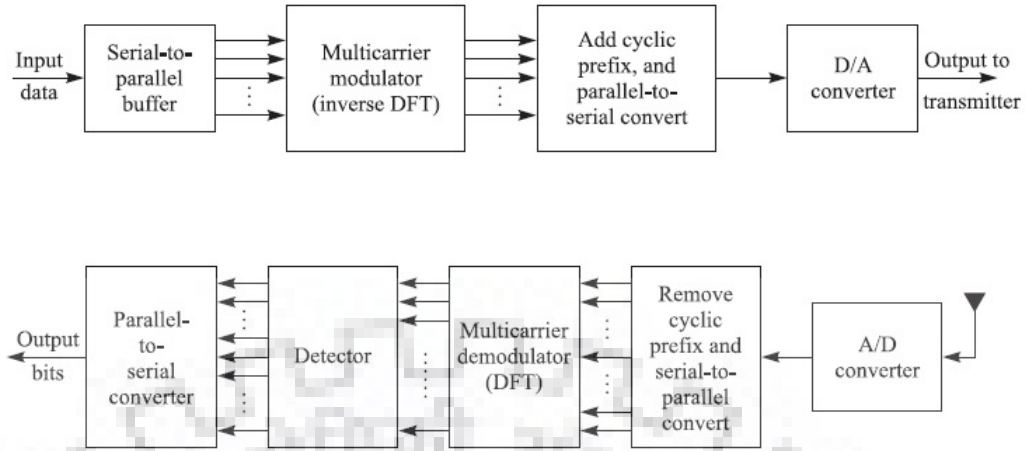 Input
data
Serial-to-
parallel
buffer
Multicarrier
modulator
(inverse DFT)
Add cyclic
prefix, and
parallel-to-
serial convert
D/A
converter
Output to
transmitter
Output
bits
Parallel-
to-
serial
converter
Detector
Multicarrier
demodulator
(DFT)
Remove
cyclic
prefix and
serial-to-
parallel
convert
A/D
converter